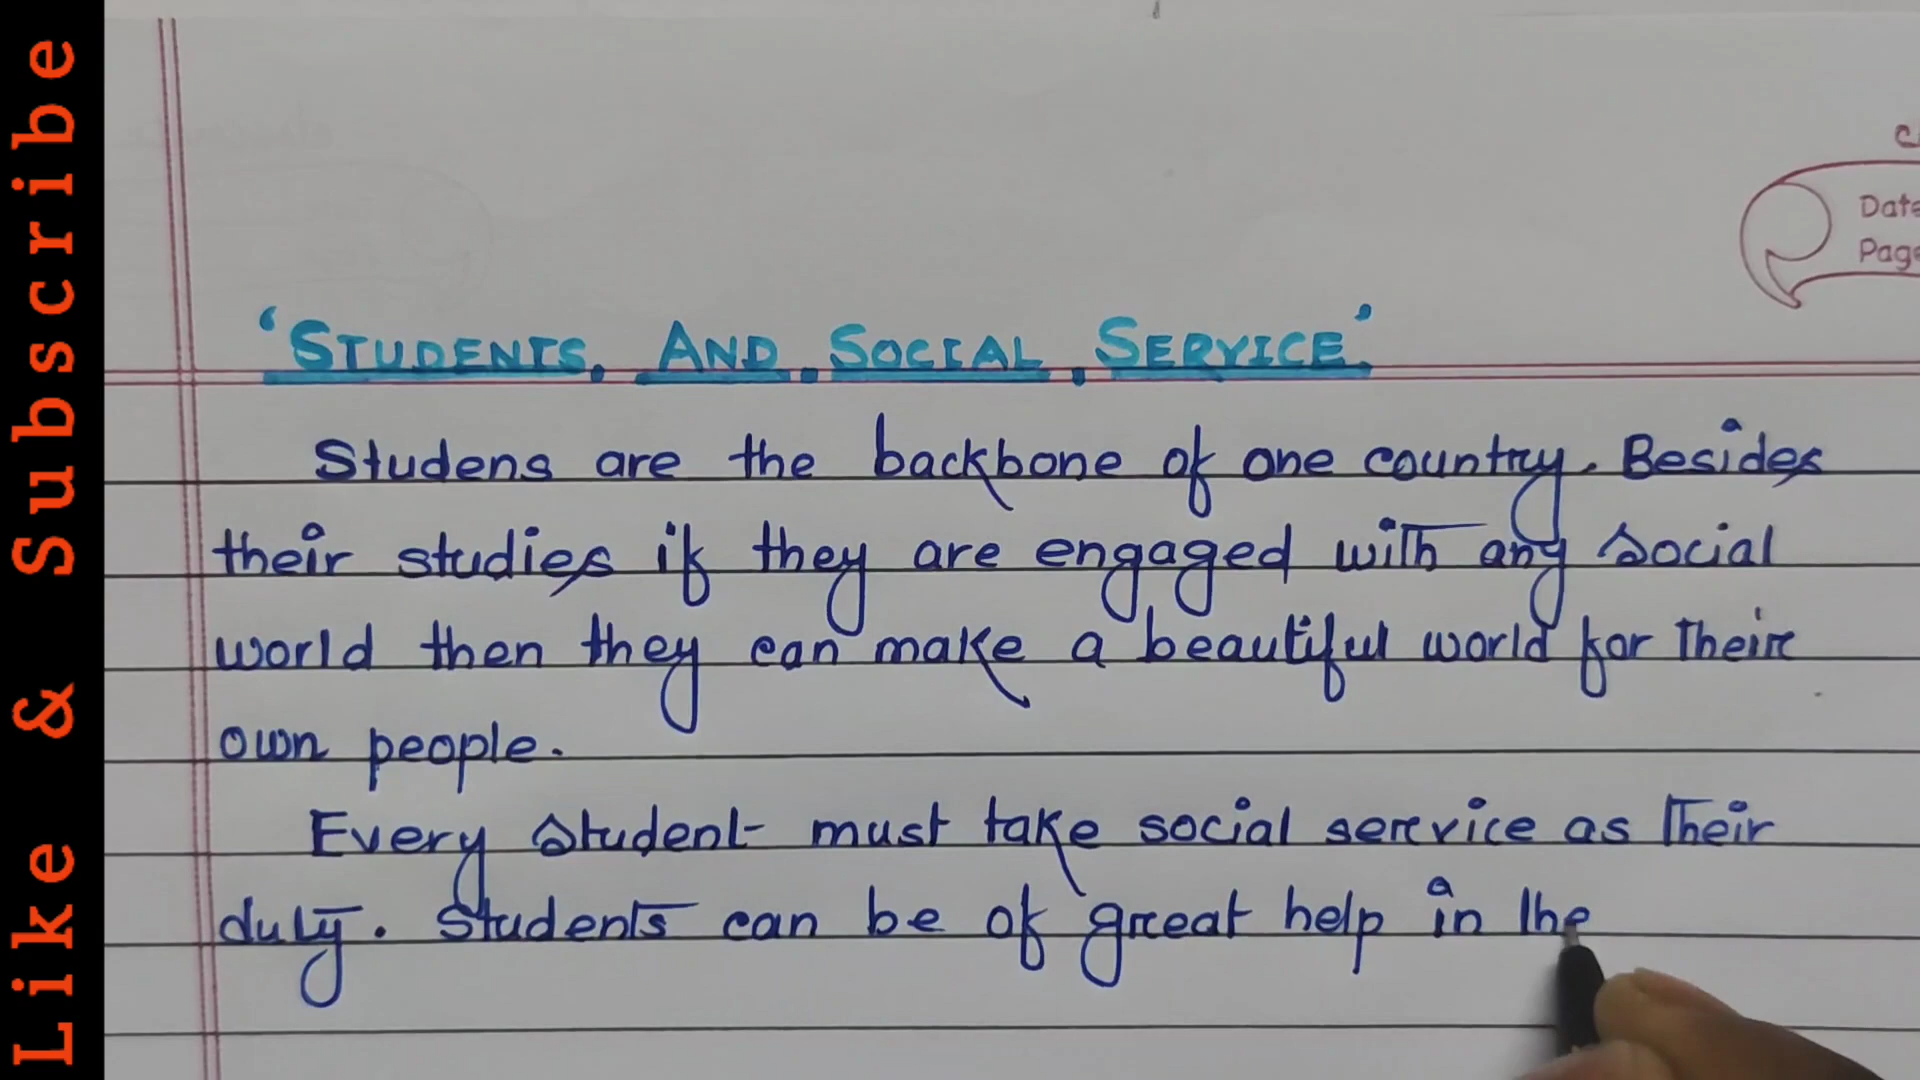 Like & Subscribe
Date
Page
'STUDENTS AND SOCIAL SERVICE'
Studens are the backbone of one country. Besides
their studies if they are engaged with any social
world then they can make a beautiful world for their
own people.
Every student must take social service as their
duty. Students can be of great help in the